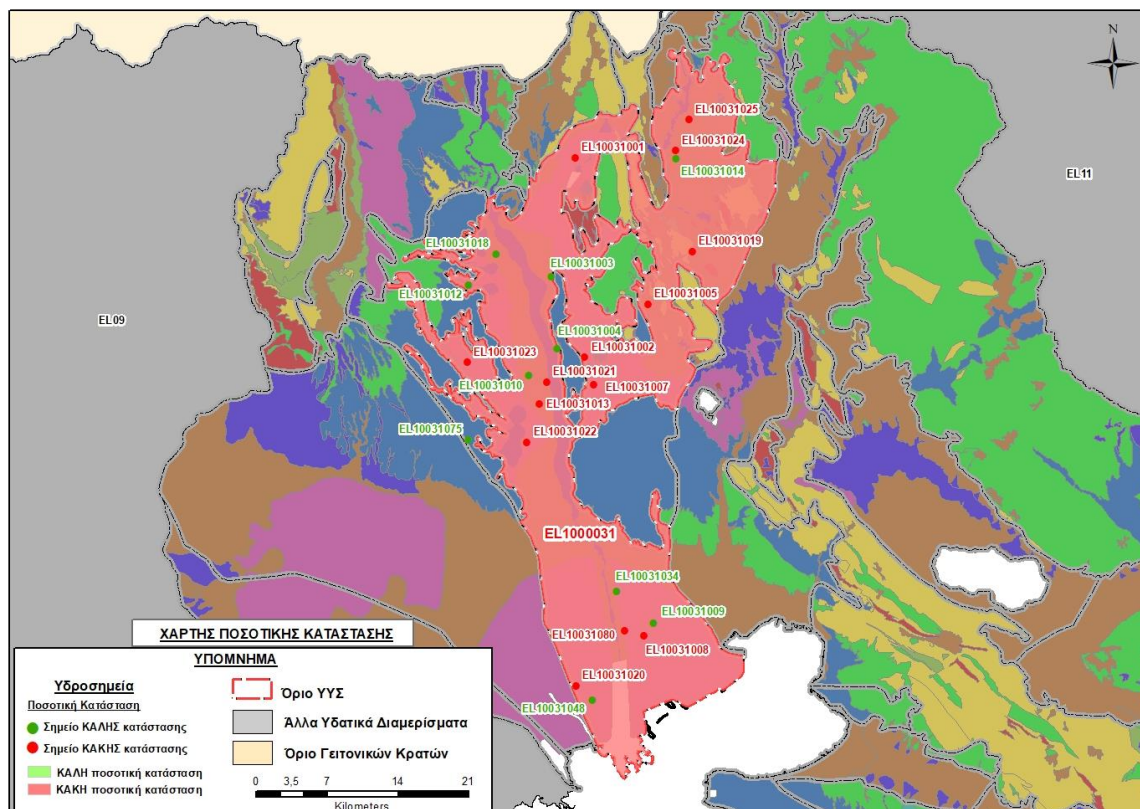 N
EL10031025
EL10031024
EL10031001
EL10031014
EL11
EL10031019
EL10031018
EL10031003
EL10031012
EL10031005
EL09
EL10031004
EL10031002
EL10031023
EL10031021
EL10031010
EL10031007
EL10031013
EL10031075
EL10031022
EL1000031
EL10031034
EL10031009
EL10031080
EL10031008
EL10031020
EL10031048
ΧΑΡΤΗΣ ΠΟΣΟΤΙΚΗΣ ΚΑΤΑΣΤΑΣΗΣ
ΥΠΟΜΝΗΜΑ
Υδροσημεία
Ποσοτική Κατάσταση
Σημείο ΚΑΛΗΣ κατάστασης
Σημείο ΚΑΚΗΣ κατάστασης
ΚΑΛΗ ποσοτική κατάσταση
ΚΑΚΗ ποσοτική κατάσταση
Όριο ΥΥΣ
Άλλα Υδατικά Διαμερίσματα
Όριο Γειτονικών Κρατών
0 3,5 7 14 21
Kilometers